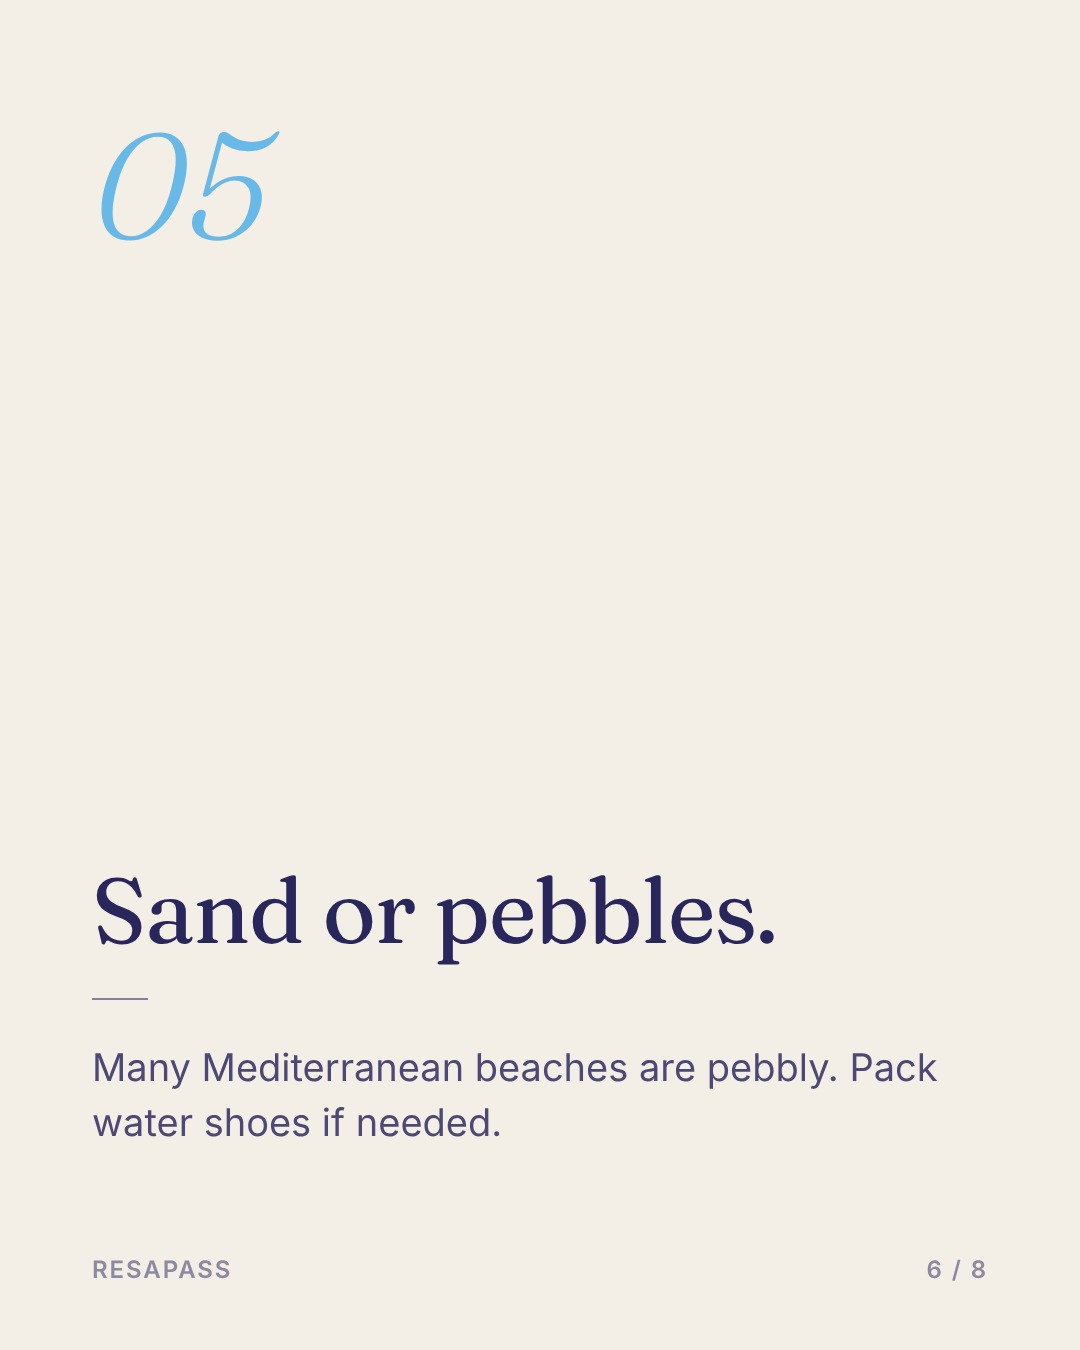 05
Sand or pebbles.
Many Mediterranean beaches are pebbly. Pack
water shoes if needed.
RESAPASS
6 / 8